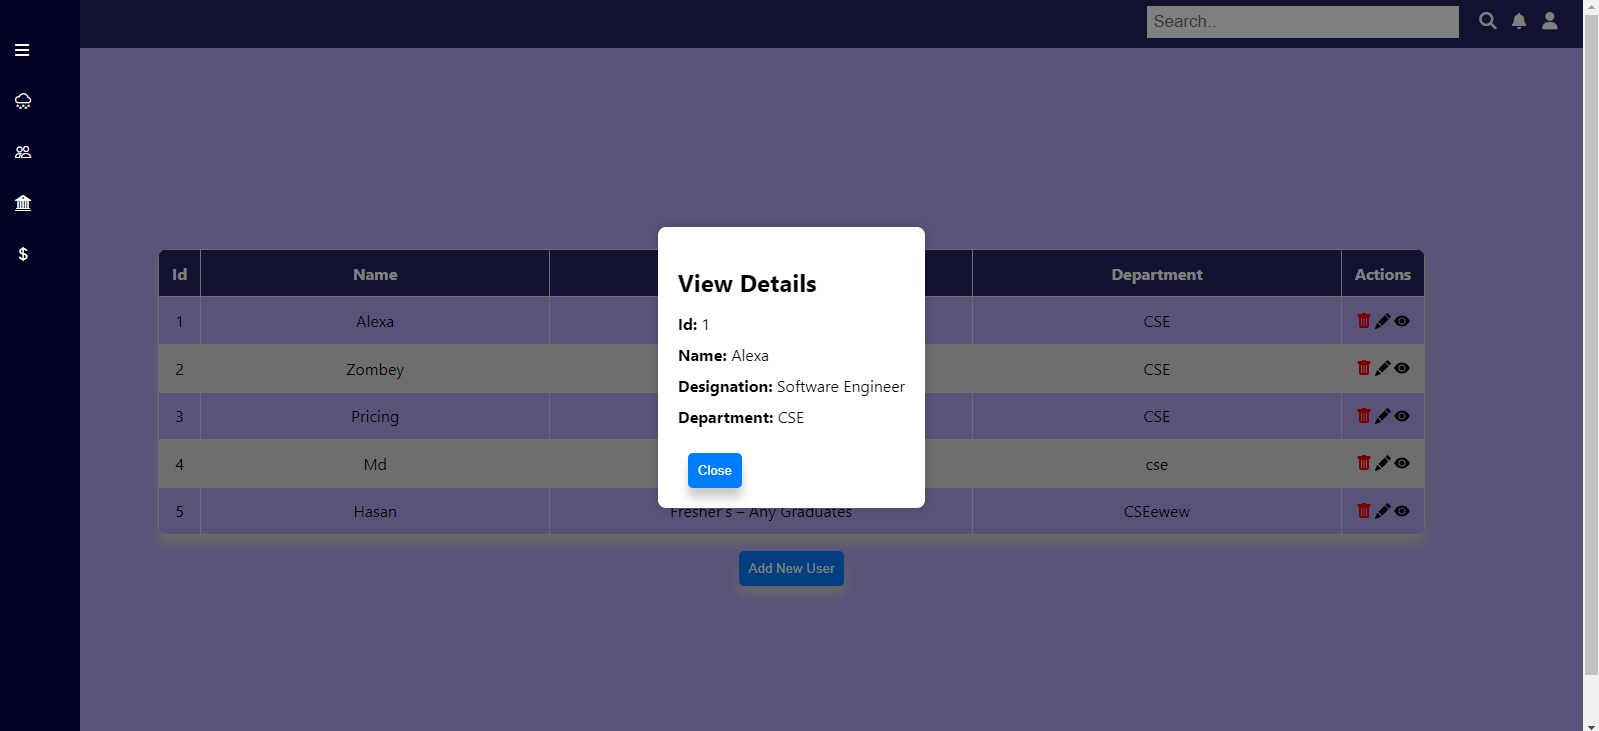 Search..
Id Name Department Actions
1 Alexa CSE
2 Zombey CSE
3 Pricing CSE
4 Md cse
5 Hasan Fresher's – Any Graduates CSEewew
View Details
Id: 1
Name: Alexa
Designation: Software Engineer
Department: CSE
Close
Add New User